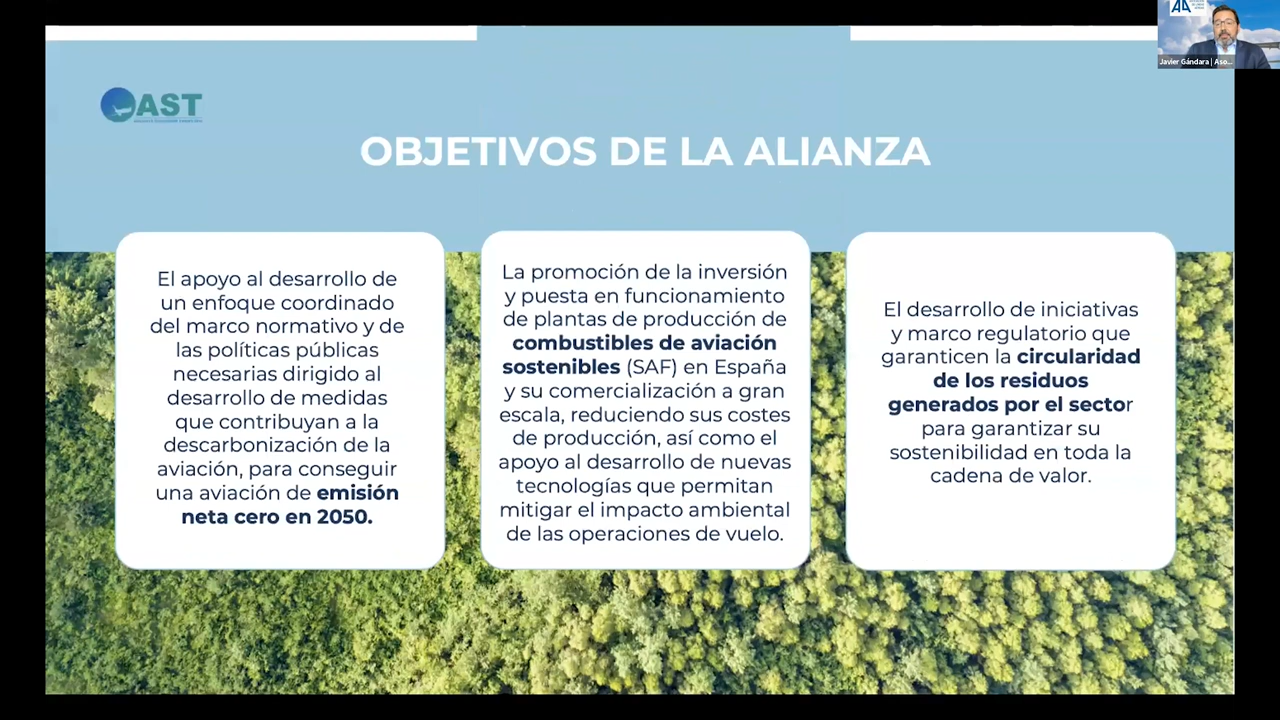 AST
OBJETIVOS DE LA ALIANZA
El apoyo al desarrollo de
un enfoque coordinado
del marco normativo y de
las políticas públicas
necesarias dirigido al
desarrollo de medidas
que contribuyan a la
descarbonización de la
aviación, para conseguir
una aviación de emisión
neta cero en 2050.
La promoción de la inversión
y puesta en funcionamiento
de plantas de producción de
combustibles de aviación
sostenibles (SAF) en España
y su comercialización a gran
escala, reduciendo sus costes
de producción, así como el
apoyo al desarrollo de nuevas
tecnologías que permitan
mitigar el impacto ambiental
de las operaciones de vuelo.
El desarrollo de iniciativas
y marco regulatorio que
garanticen la circularidad
de los residuos
generados por el sector
para garantizar su
sostenibilidad en toda la
cadena de valor.
Javier Gándara | Aso...